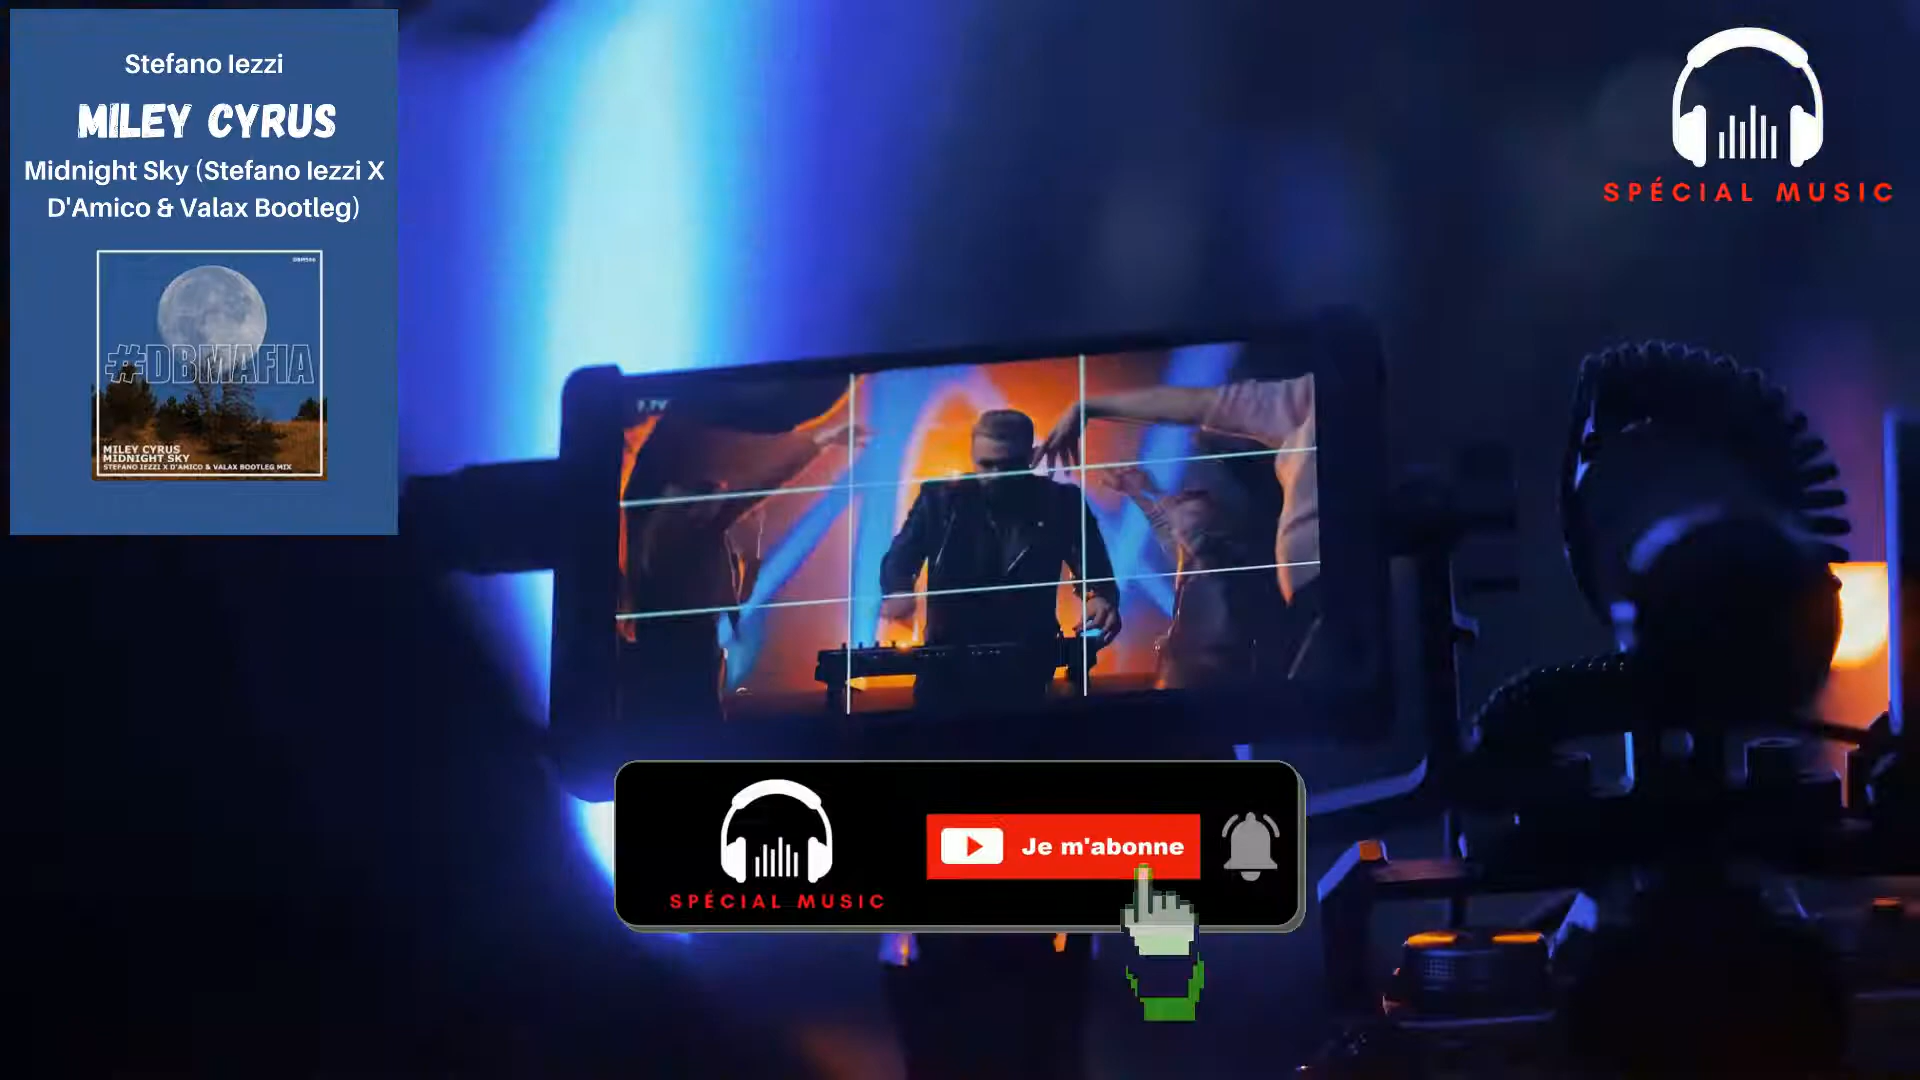 Stefano Iezzi
MILEY CYRUS
Midnight Sky (Stefano Iezzi X
D'Amico & Valax Bootleg)
#DBMAFIA
MILEY CYRUS
MIDNIGHT SKY
STEFANO IEZZI X D'AMICO & VALAX BOOTLEG MIX
SPÉCIAL MUSIC
SPÉCIAL MUSIC
Je m'abonne